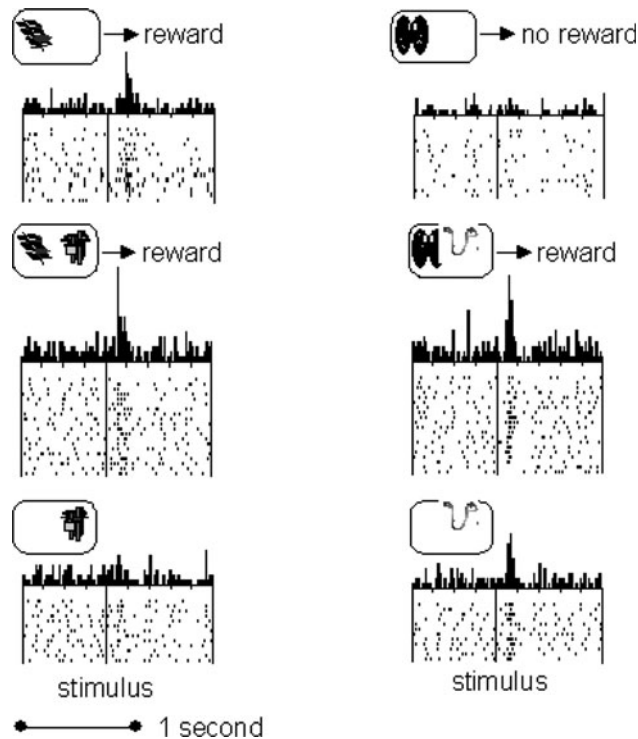 reward
no reward
reward
reward
stimulus
stimulus
1 second